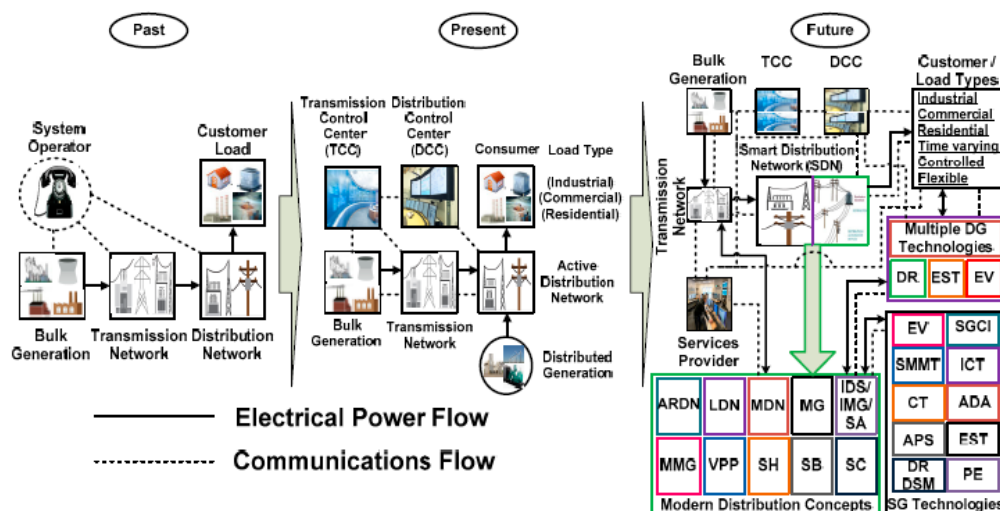 Past
System
Operator
Customer
Load
Bulk
Generation
Transmission
Network
Distribution
Network
Present
Transmission
Control
Center
(TCC)
Distribution
Control
Center
(DCC)
Consumer
Load Type
(Industrial)
(Commercial)
(Residential)
Active
Distribution
Network
Bulk
Generation
Transmission
Network
Distributed
Generation
Future
Bulk
Generation
TCC
DCC
Customer /
Load Types
Industrial
Commercial
Residential
Time varying
Controlled
Flexible
Smart Distribution
Network (SDN)
Transmission
Network
Multiple DG
Technologies
DR
EST
EV
Services
Provider
ARDN
LDN
MDN
MG
IDS/
IMG/
SA
MMG
VPP
SH
SB
SC
Modern Distribution Concepts
EV
SGCI
SMMT
ICT
CT
ADA
APS
EST
DR
DSM
PE
SG Technologies
Electrical Power Flow
Communications Flow